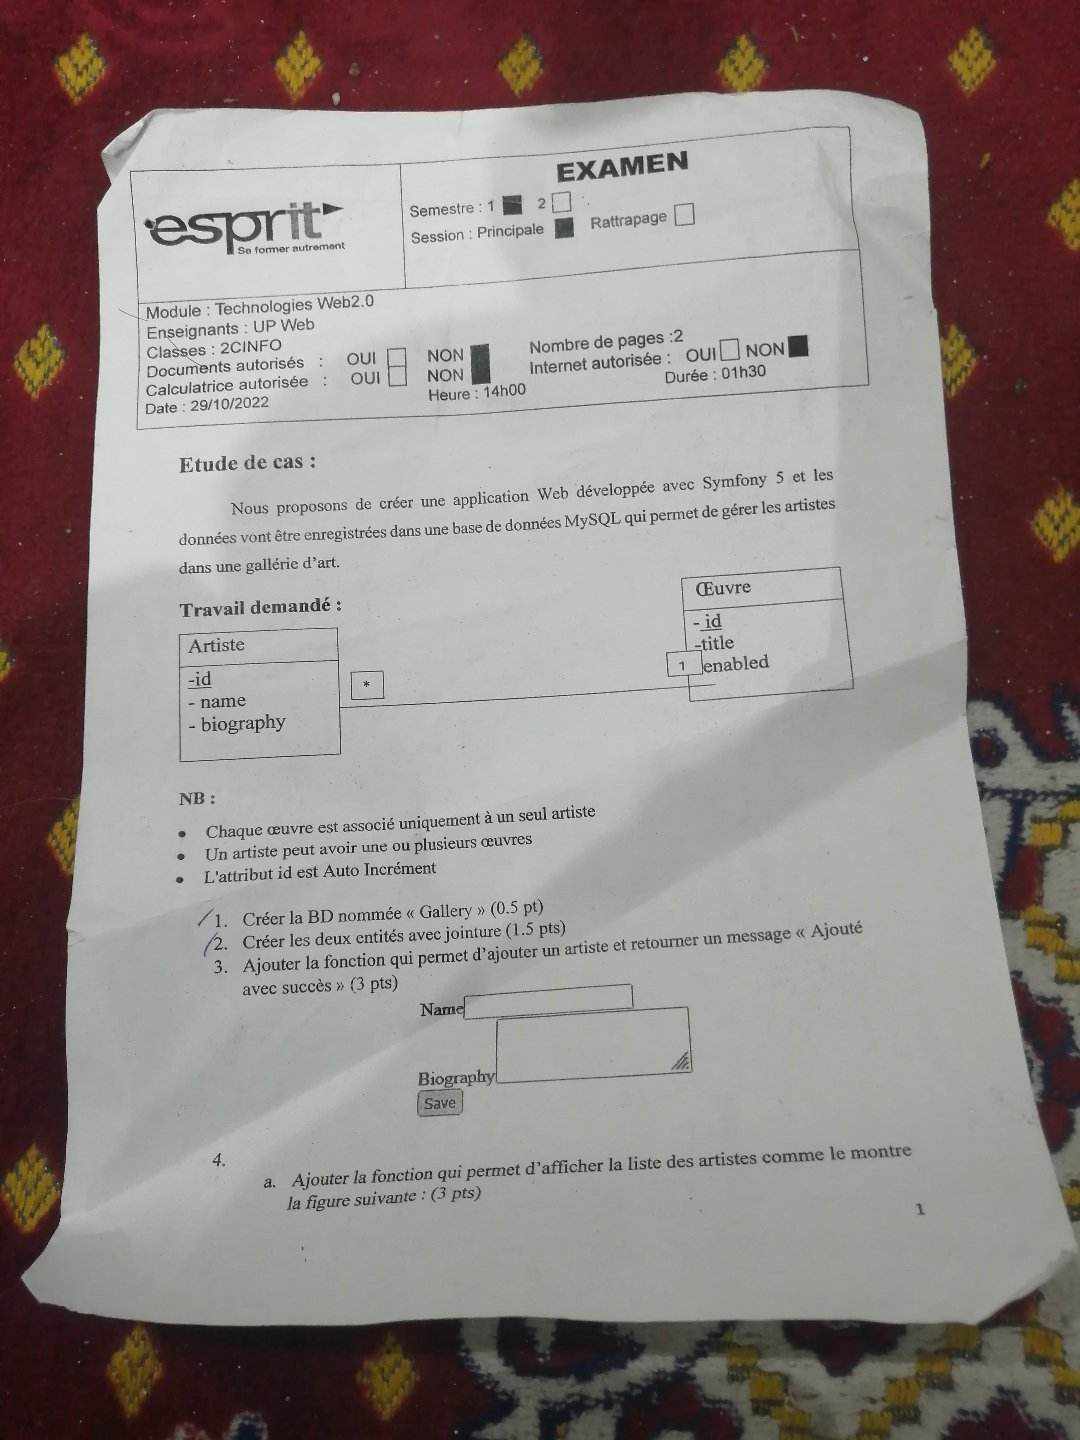 EXAMEN
esprit
Se former autrement
Semestre : 1 2
Session : Principale Rattrapage
Module : Technologies Web2.0
Enseignants : UP Web
Classes : 2CINFO
Documents autorisés : OUI NON
Nombre de pages :2
Calculatrice autorisée : OUI NON
Internet autorisée : OUI NON
Date : 29/10/2022
Heure : 14h00
Durée : 01h30
Etude de cas :
Nous proposons de créer une application Web développée avec Symfony 5 et les
données vont être enregistrées dans une base de données MySQL qui permet de gérer les artistes
dans une gallérie d'art.
Travail demandé :
Artiste
-id
- name
- biography
*
Œuvre
- id
-title
1
enabled
NB :
• Chaque œuvre est associé uniquement à un seul artiste
• Un artiste peut avoir une ou plusieurs œuvres
• L'attribut id est Auto Incrément
1. Créer la BD nommée « Gallery » (0.5 pt)
2. Créer les deux entités avec jointure (1.5 pts)
3. Ajouter la fonction qui permet d'ajouter un artiste et retourner un message « Ajouté
avec succès » (3 pts)
Name
Biography
Save
4.
a. Ajouter la fonction qui permet d'afficher la liste des artistes comme le montre
la figure suivante : (3 pts)
1